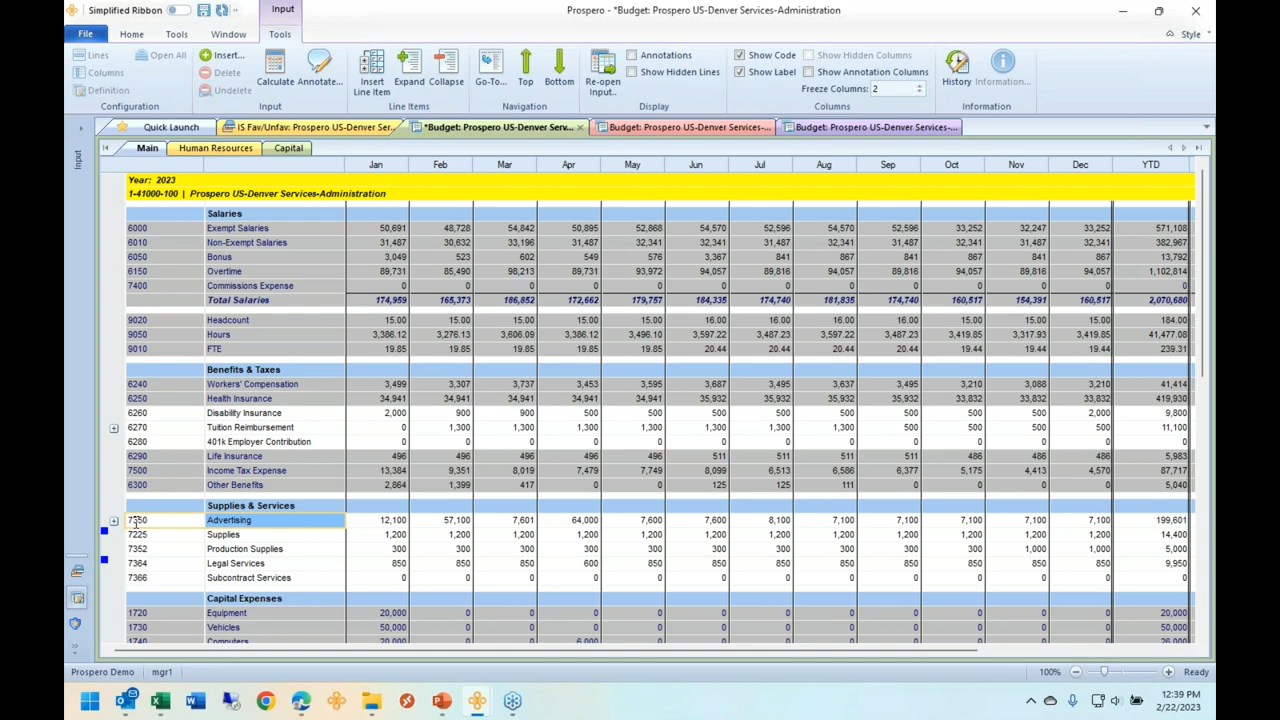 Simplified Ribbon Input Prospero - *Budget: Prospero US-Denver Services-Administration
File Home Tools Window Tools Style
Lines Open All Insert... Calculate Annotate... Insert Line Item Expand Collapse Go-To... Top Bottom Re-open Input... Annotations Show Code Show Hidden Columns History Information...
Columns Delete Show Hidden Lines Show Label Show Annotation Columns
Definition Undelete Freeze Columns: 2
Configuration Input Line Items Navigation Display Columns Information
Quick Launch IS Fav/Unfav: Prospero US-Denver Ser... *Budget: Prospero US-Denver Serv... Budget: Prospero US-Denver Services-... Budget: Prospero US-Denver Services-...
Input Main Human Resources Capital
Jan Feb Mar Apr May Jun Jul Aug Sep Oct Nov Dec YTD
Year: 2023
1-41000-100 | Prospero US-Denver Services-Administration
Salaries
6000 Exempt Salaries 50,691 48,728 54,842 50,895 52,868 54,570 52,596 54,570 52,596 33,252 32,247 33,252 571,108
6010 Non-Exempt Salaries 31,487 30,632 33,196 31,487 32,341 32,341 31,487 32,341 31,487 32,341 31,487 32,341 382,967
6050 Bonus 3,049 523 602 549 576 3,367 841 867 841 867 841 867 13,792
6150 Overtime 89,731 85,490 98,213 89,731 93,972 94,057 89,816 94,057 89,816 94,057 89,816 94,057 1,102,814
7400 Commissions Expense 0 0 0 0 0 0 0 0 0 0 0 0 0
Total Salaries 174,959 165,373 186,852 172,662 179,757 184,335 174,740 181,835 174,740 160,517 154,391 160,517 2,070,680
9020 Headcount 15.00 15.00 15.00 15.00 15.00 16.00 16.00 16.00 16.00 15.00 15.00 15.00 184.00
9050 Hours 3,386.12 3,276.13 3,606.09 3,386.12 3,496.10 3,597.22 3,487.23 3,597.22 3,487.23 3,419.85 3,317.93 3,419.85 41,477.08
9010 FTE 19.85 19.85 19.85 19.85 19.85 20.44 20.44 20.44 20.44 19.44 19.44 19.44 239.31
Benefits & Taxes
6240 Workers' Compensation 3,499 3,307 3,737 3,453 3,595 3,687 3,495 3,637 3,495 3,210 3,088 3,210 41,414
6250 Health Insurance 34,941 34,941 34,941 34,941 34,941 35,932 35,932 35,932 35,932 33,832 33,832 33,832 419,930
6260 Disability Insurance 2,000 900 900 500 500 500 500 500 500 500 500 2,000 9,800
6270 Tuition Reimbursement 0 1,300 1,300 1,300 1,300 1,300 1,300 1,300 500 500 500 500 11,100
6280 401k Employer Contribution 0 0 0 0 0 0 0 0 0 0 0 0 0
6290 Life Insurance 496 496 496 496 496 511 511 511 511 486 486 486 5,983
7500 Income Tax Expense 13,384 9,351 8,019 7,479 7,749 8,099 6,513 6,586 6,377 5,175 4,413 4,570 87,717
6300 Other Benefits 2,864 1,399 417 0 0 125 125 111 0 0 0 0 5,040
Supplies & Services
7350 Advertising 12,100 57,100 7,601 64,000 7,600 7,600 8,100 7,100 7,100 7,100 7,100 7,100 199,601
7225 Supplies 1,200 1,200 1,200 1,200 1,200 1,200 1,200 1,200 1,200 1,200 1,200 1,200 14,400
7352 Production Supplies 300 300 300 300 300 300 300 300 300 300 1,000 1,000 5,000
7364 Legal Services 850 850 850 600 850 850 850 850 850 850 850 850 9,950
7366 Subcontract Services 0 0 0 0 0 0 0 0 0 0 0 0 0
Capital Expenses
1720 Equipment 20,000 0 0 0 0 0 0 0 0 0 0 0 20,000
1730 Vehicles 50,000 0 0 0 0 0 0 0 0 0 0 0 50,000
1740 Computers 20,000 0 0 6,000 0 0 0 0 0 0 0 0 26,000
Prospero Demo mgr1 100% Ready
12:39 PM
2/22/2023